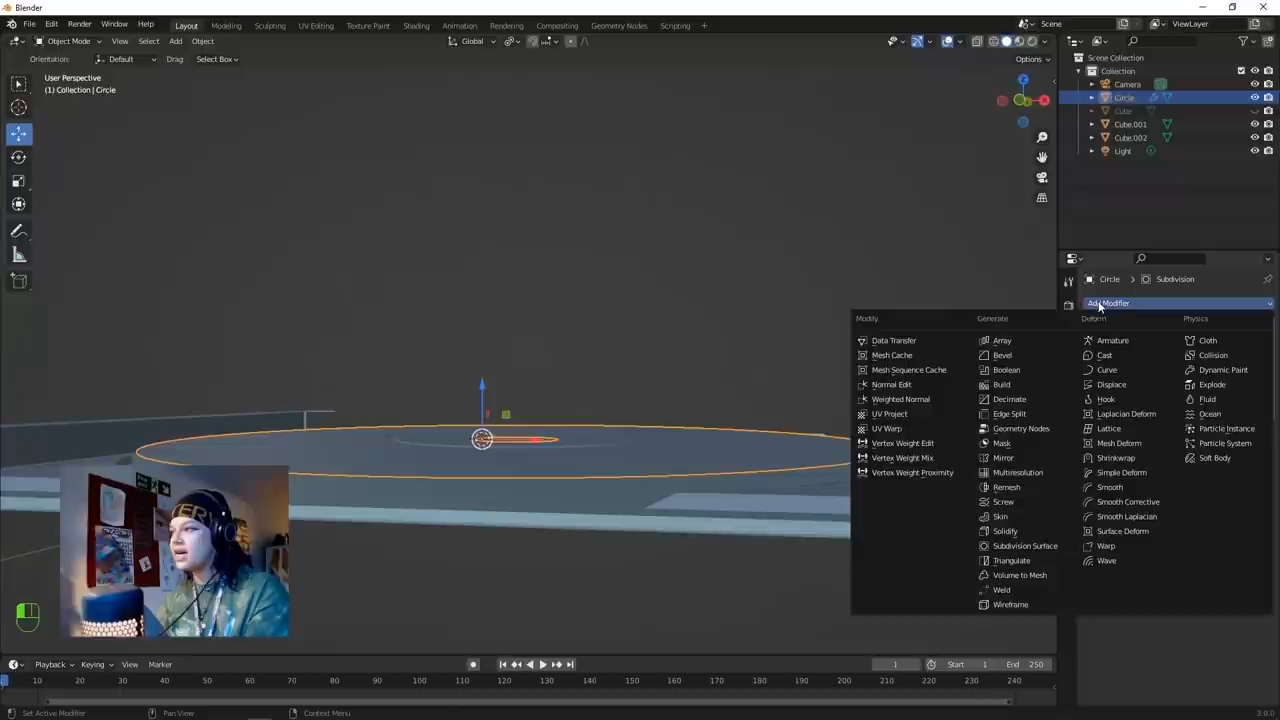 Blender
File Edit Render Window Help
Layout Modeling Sculpting UV Editing Texture Paint Shading Animation Rendering Compositing Geometry Nodes Scripting +
Scene
ViewLayer
Object Mode View Select Add Object
Global
Orientation: Default Drag: Select Box
Options
User Perspective
(1) Collection | Circle
Z
X
Scene Collection
Collection
Camera
Circle
Cube
Cube.001
Cube.002
Light
Circle > Subdivision
Add Modifier
Modify Generate Deform Physics
Data Transfer Array Armature Cloth
Mesh Cache Bevel Cast Collision
Mesh Sequence Cache Boolean Curve Dynamic Paint
Normal Edit Build Displace Explode
Weighted Normal Decimate Hook Fluid
UV Project Edge Split Laplacian Deform Ocean
UV Warp Geometry Nodes Lattice Particle Instance
Vertex Weight Edit Mask Mesh Deform Particle System
Vertex Weight Mix Mirror Shrinkwrap Soft Body
Vertex Weight Proximity Multiresolution Simple Deform
Remesh Smooth
Screw Smooth Corrective
Skin Smooth Laplacian
Solidify Surface Deform
Subdivision Surface Warp
Triangulate Wave
Volume to Mesh
Weld
Wireframe
Playback Keying View Marker
1 Start 1 End 250
10 20 30 40 50 60 70 80 90 100 110 120 130 140 150 160 170 180 190 200 210 220 230 240
Set Active Modifier Pan View Context Menu
3.0.0